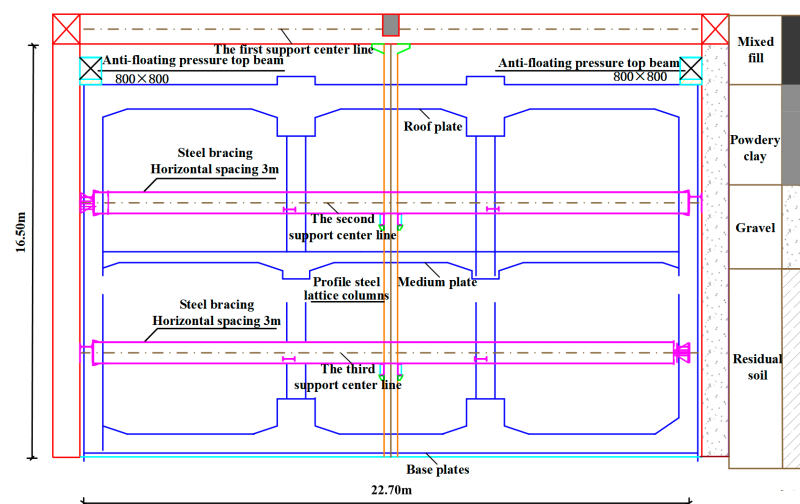 The first support center line
Anti-floating pressure top beam
800×800
Anti-floating pressure top beam
800×800
Mixed
fill
Roof plate
Powdery
clay
Steel bracing
Horizontal spacing 3m
The second
support center line
Gravel
16.50m
Profile steel
lattice columns
Medium plate
Steel bracing
Horizontal spacing 3m
The third
support center line
Residual
soil
Base plates
22.70m